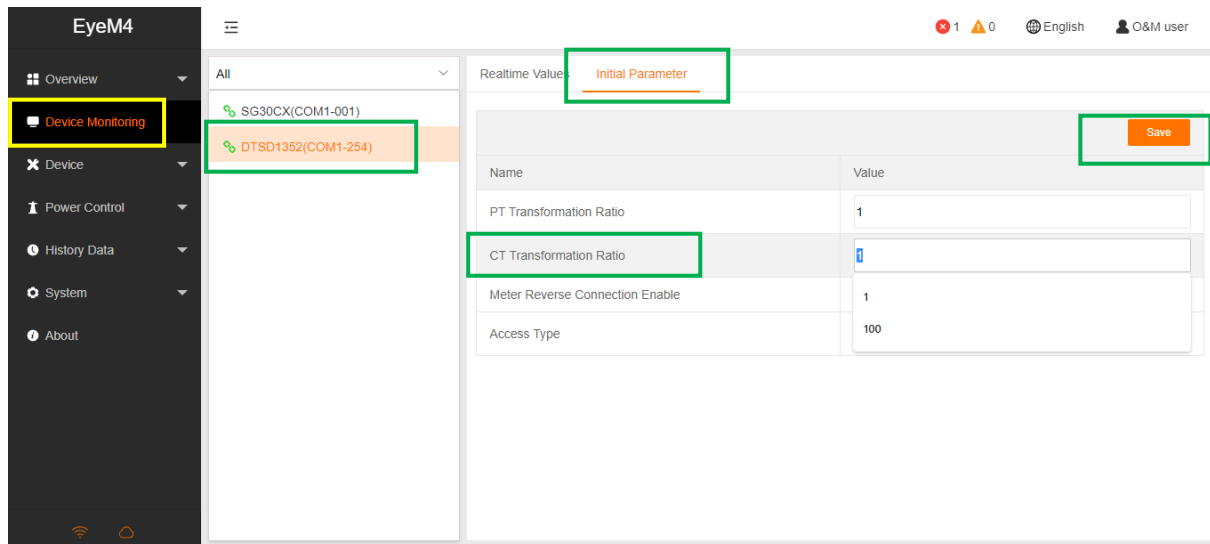 EyeM4
1 0 English O&M user
Overview
Device Monitoring
Device
Power Control
History Data
System
About
All
SG30CX(COM1-001)
DTSD1352(COM1-254)
Realtime Values Initial Parameter
Save
Name Value
PT Transformation Ratio 1
CT Transformation Ratio 1
Meter Reverse Connection Enable 1
Access Type 100